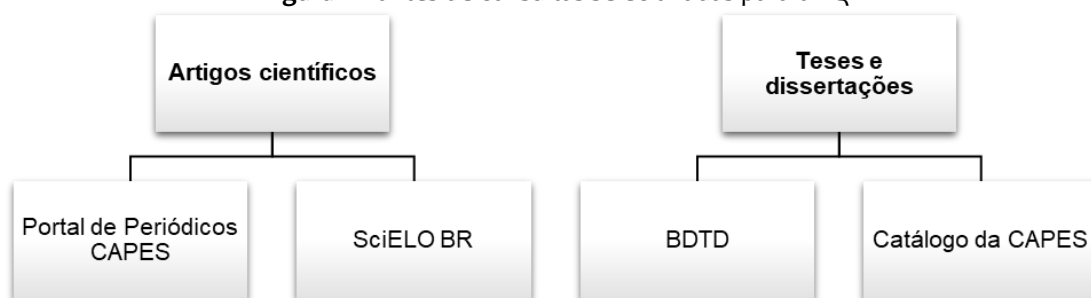 Artigos científicos
Teses e
dissertações
Portal de Periódicos
CAPES
SciELO BR
BDTD
Catálogo da CAPES